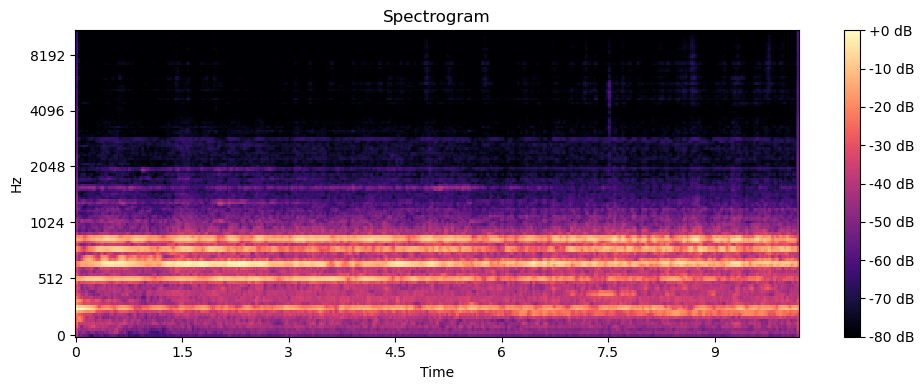 Spectrogram
8192
4096
2048
1024
512
0
Hz
0 1.5 3 4.5 6 7.5 9
Time
+0 dB
-10 dB
-20 dB
-30 dB
-40 dB
-50 dB
-60 dB
-70 dB
-80 dB